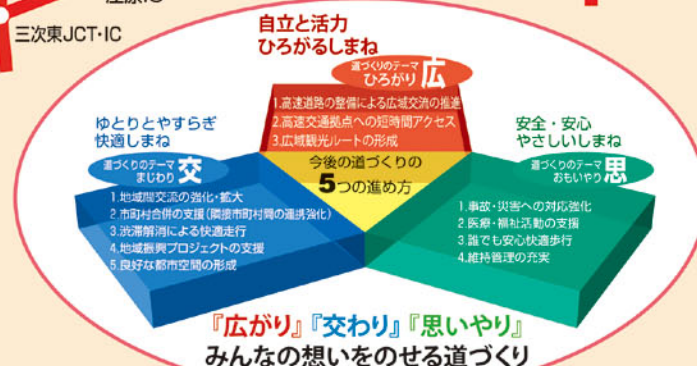 三次東JCT・IC
自立と活力
ひろがるしまね
道づくりのテーマ
ひろがり 広
1.高速道路の整備による広域交流の推進
2.高速交通拠点への短時間アクセス
3.広域観光ルートの形成
ゆとりとやすらぎ
快適しまね
道づくりのテーマ
まじわり 交
1.地域間交流の強化・拡大
2.市町村合併の支援(隣接市町村間の連携強化)
3.渋滞解消による快適走行
4.地域振興プロジェクトの支援
5.良好な都市空間の形成
今後の道づくりの
5つの進め方
安全・安心
やさしいしまね
道づくりのテーマ
おもいやり 思
1.事故・災害への対応強化
2.医療・福祉活動の支援
3.誰でも安心快適歩行
4.維持管理の充実
『広がり』『交わり』『思いやり』
みんなの想いをのせる道づくり